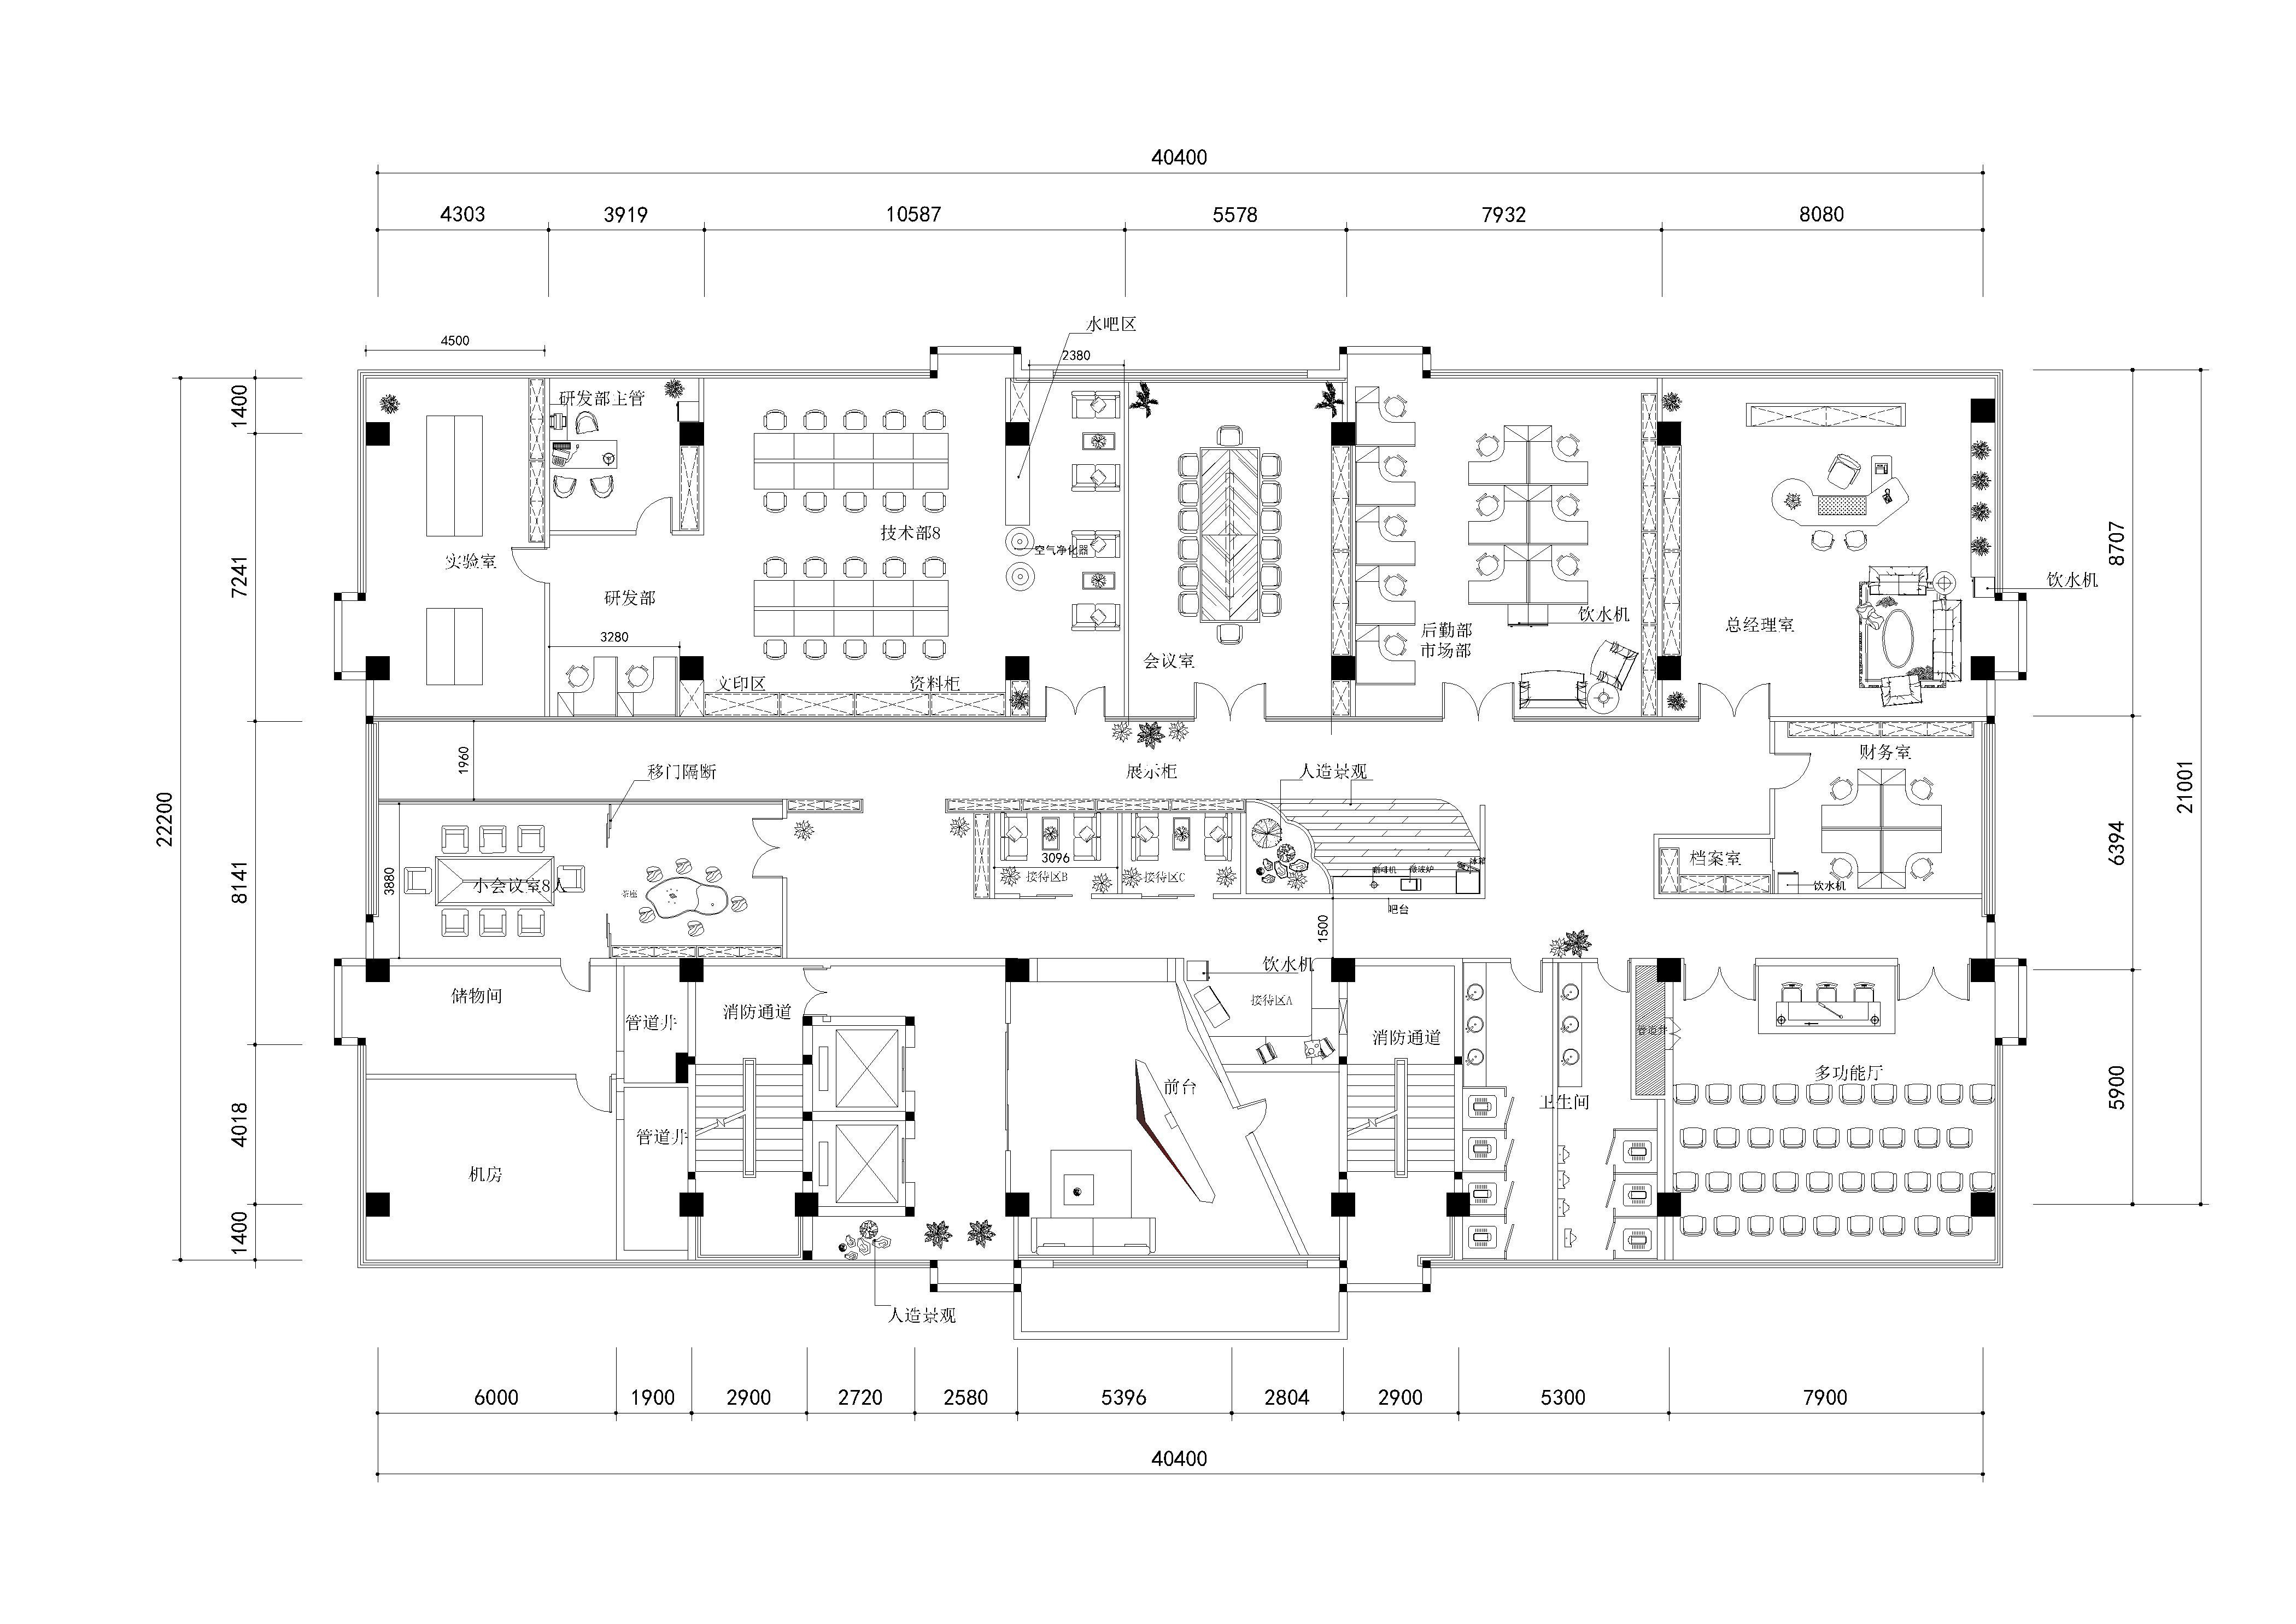 40400
4303
3919
10587
5578
7932
8080
水吧区
4500
2380
1400
研发部主管
技术部8
空气净化器
实验室
7241
8707
饮水机
研发部
饮水机
3280
后勤部
市场部
总经理室
会议室
文印区
资料柜
1960
移门隔断
展示柜
人造景观
财务室
21001
22200
6394
3096
档案室
冰箱
微波炉
3880
小会议室8人
茶座
接待区B
接待区C
饮水机
8141
吧台
1500
饮水机
储物间
接待区A
消防通道
管道井
管道井
消防通道
多功能厅
前台
5900
卫生间
4018
管道井
机房
1400
人造景观
6000
1900
2900
2720
2580
5396
2804
2900
5300
7900
40400